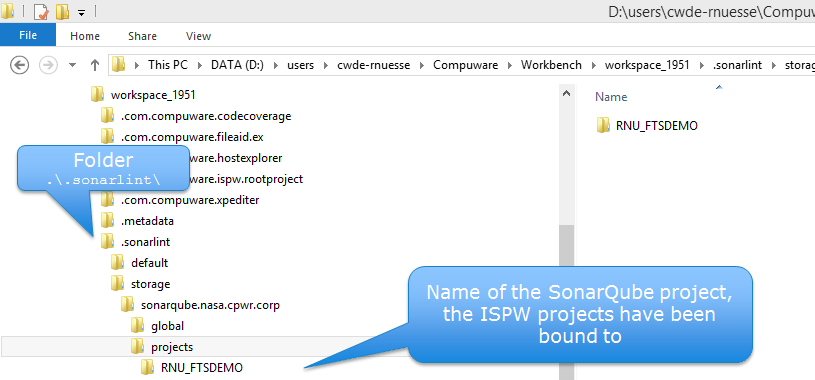 D:\users\cwde-rnuesse\Compuw
File Home Share View
This PC DATA (D:) users cwde-rnuesse Compuware Workbench workspace_1951 .sonarlint storag
workspace_1951
.com.compuware.codecoverage
.com.compuware.fileaid.ex
npuware.hostexplorer
npuware.ispw.rootproject
.com.compuware.xpediter
.metadata
.sonarlint
default
storage
sonarqube.nasa.cpwr.corp
global
projects
RNU_FTSDEMO
Name
RNU_FTSDEMO
Folder
.\.sonarlint\
Name of the SonarQube project,
the ISPW projects have been
bound to